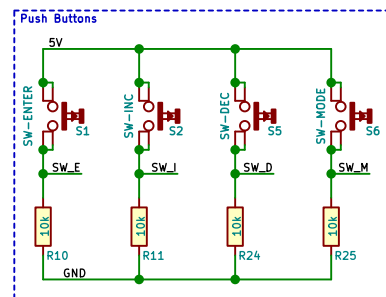 Push Buttons
5V
SW-ENTER
S1
SW-INC
S2
SW-DEC
S5
SW-MODE
S6
SW_E
SW_I
SW_D
SW_M
10k
R10
10k
R11
10k
R24
10k
R25
GND